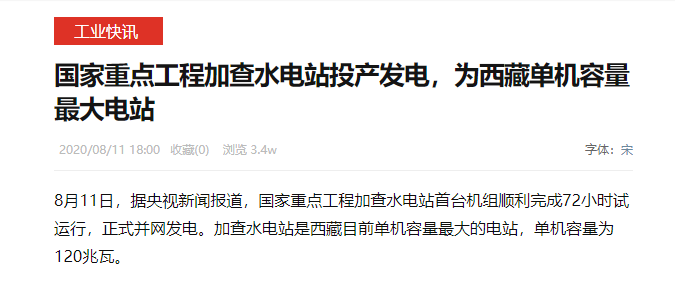 工业快讯
国家重点工程加查水电站投产发电，为西藏单机容量
最大电站
2020/08/11 18:00 收藏(0) 浏览 3.4w 字体：宋
8月11日，据央视新闻报道，国家重点工程加查水电站首台机组顺利完成72小时试
运行，正式并网发电。加查水电站是西藏目前单机容量最大的电站，单机容量为
120兆瓦。